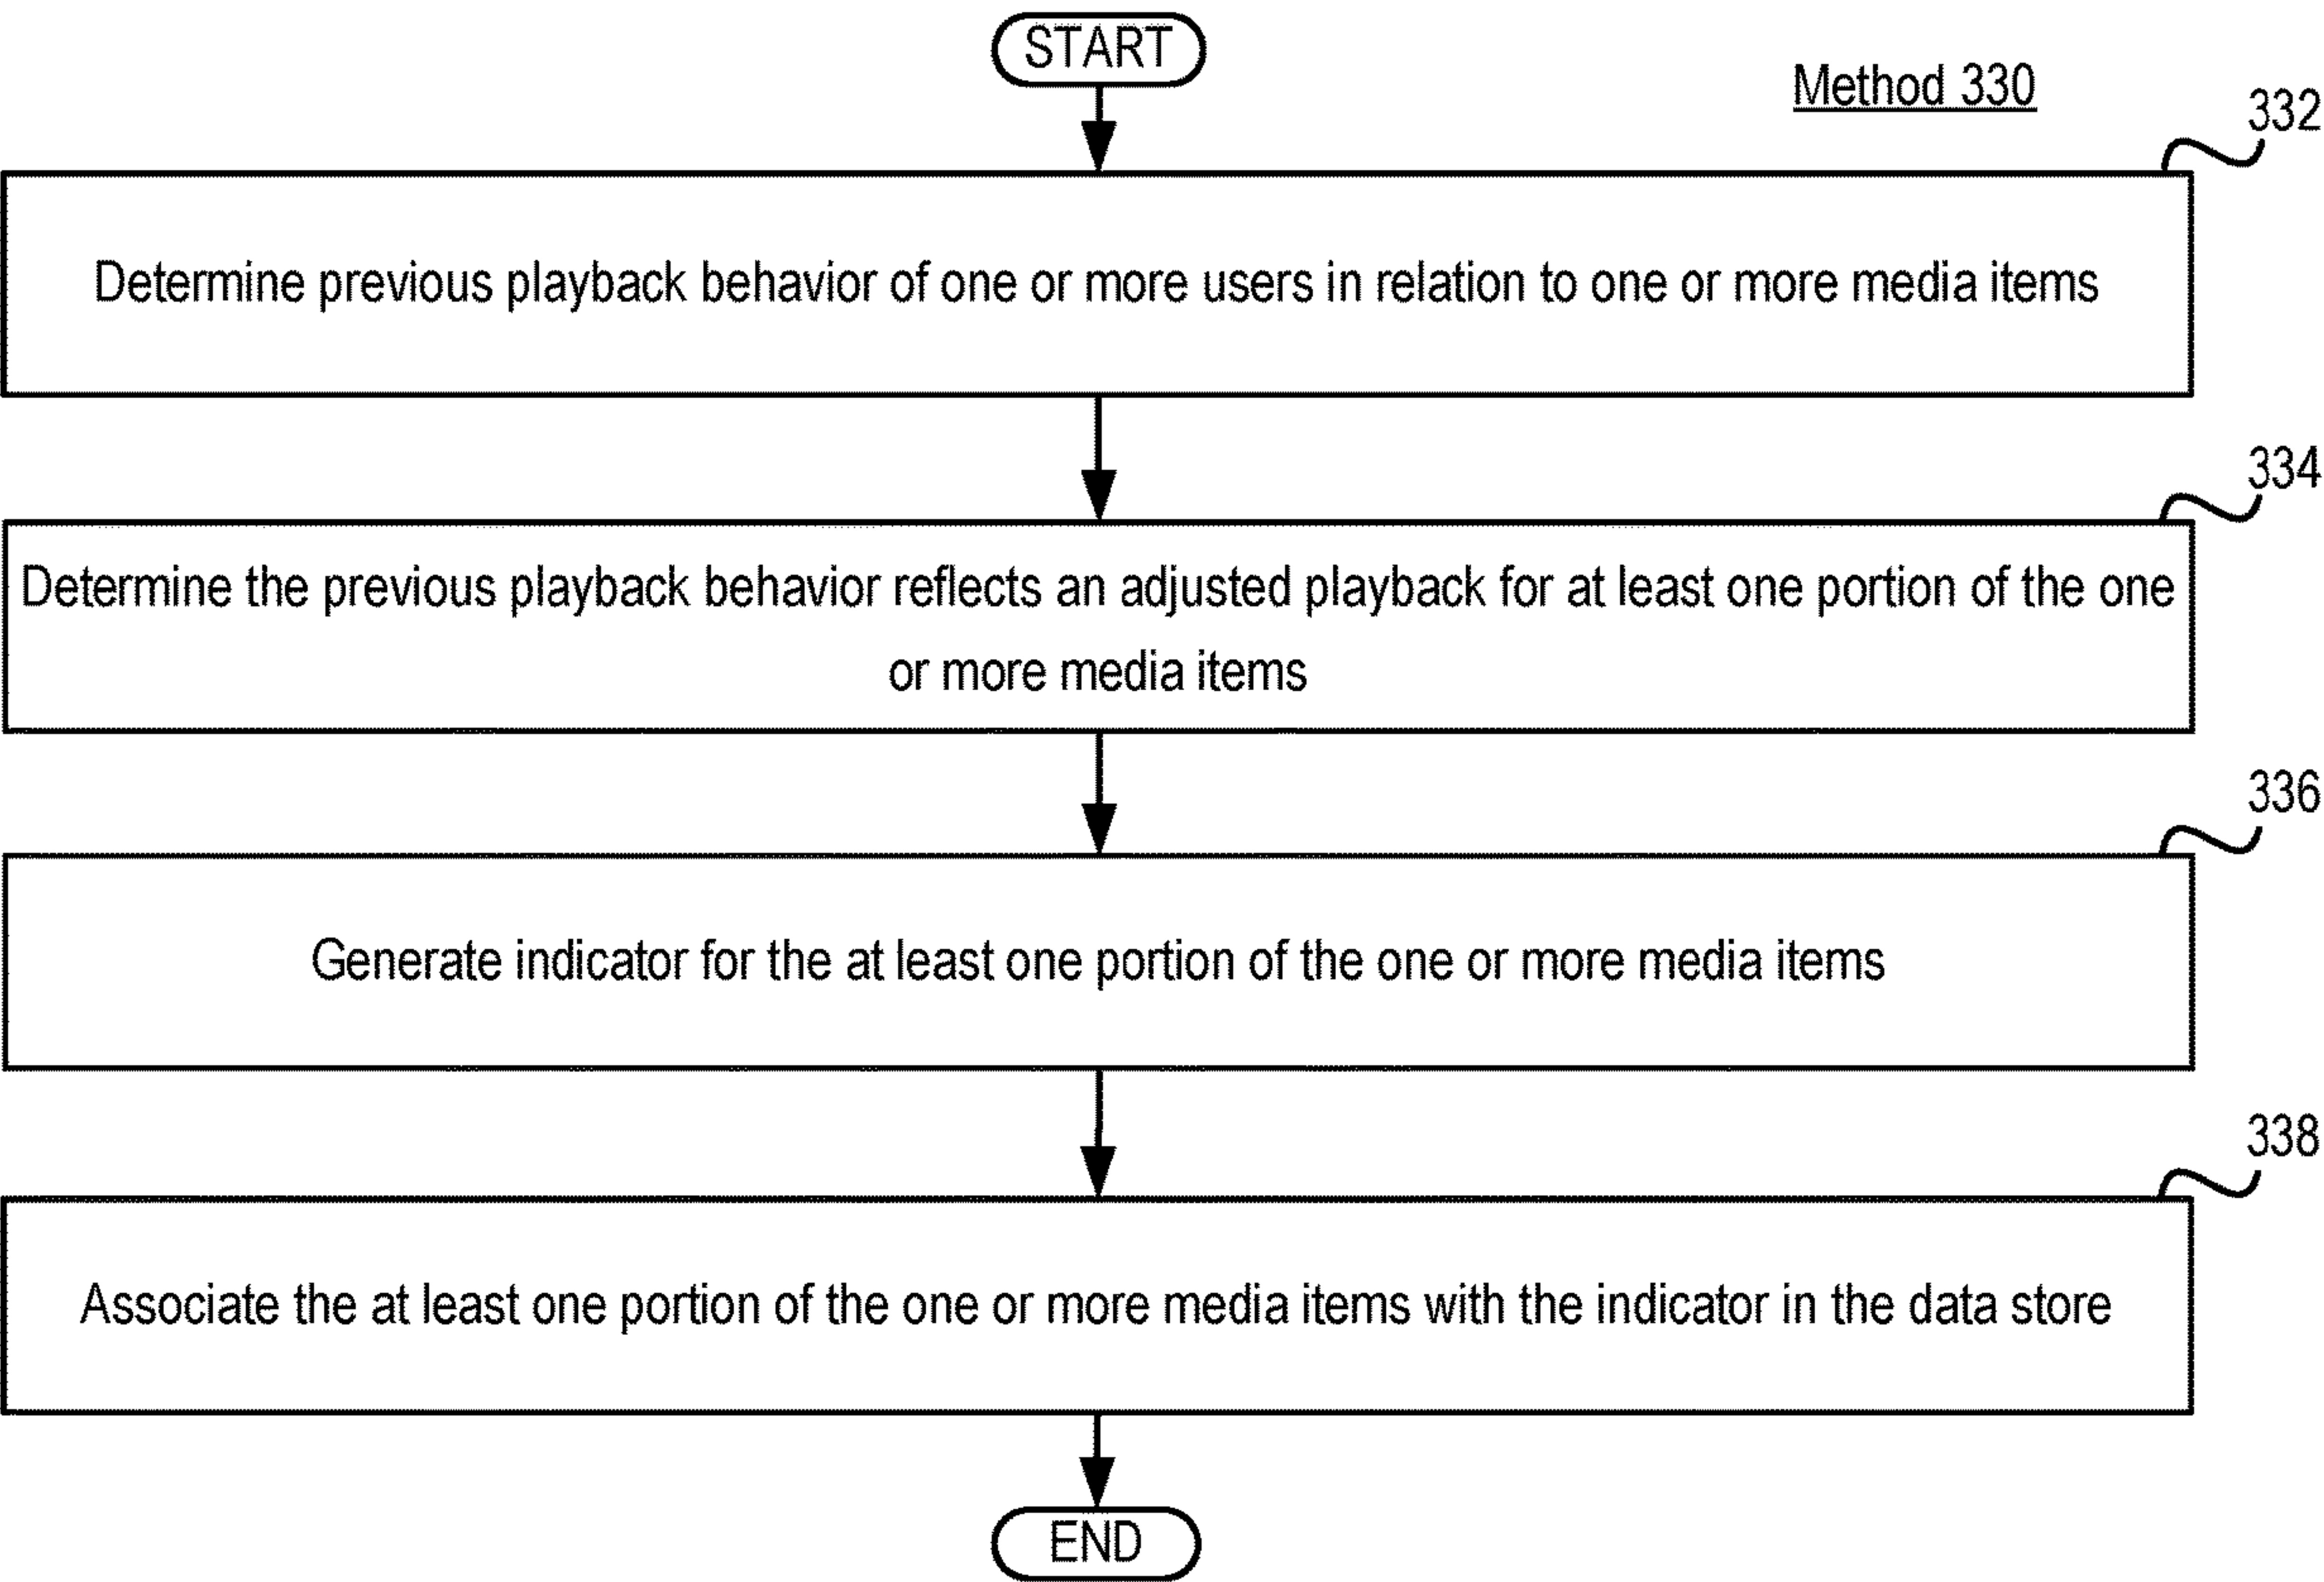 START
Method 330
332
Determine previous playback behavior of one or more users in relation to one or more media items
334
Determine the previous playback behavior reflects an adjusted playback for at least one portion of the one
or more media items
336
Generate indicator for the at least one portion of the one or more media items
338
Associate the at least one portion of the one or more media items with the indicator in the data store
END